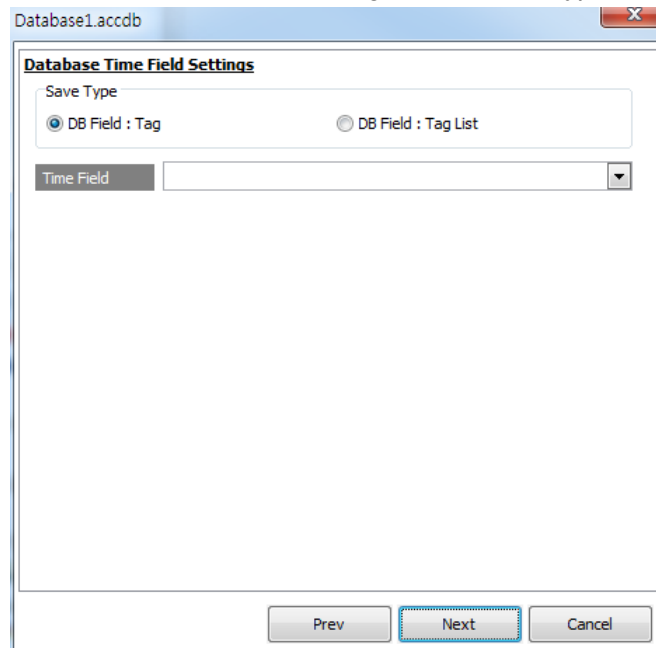 Database1.accdb
Database Time Field Settings
Save Type
DB Field : Tag
DB Field : Tag List
Time Field
Prev
Next
Cancel